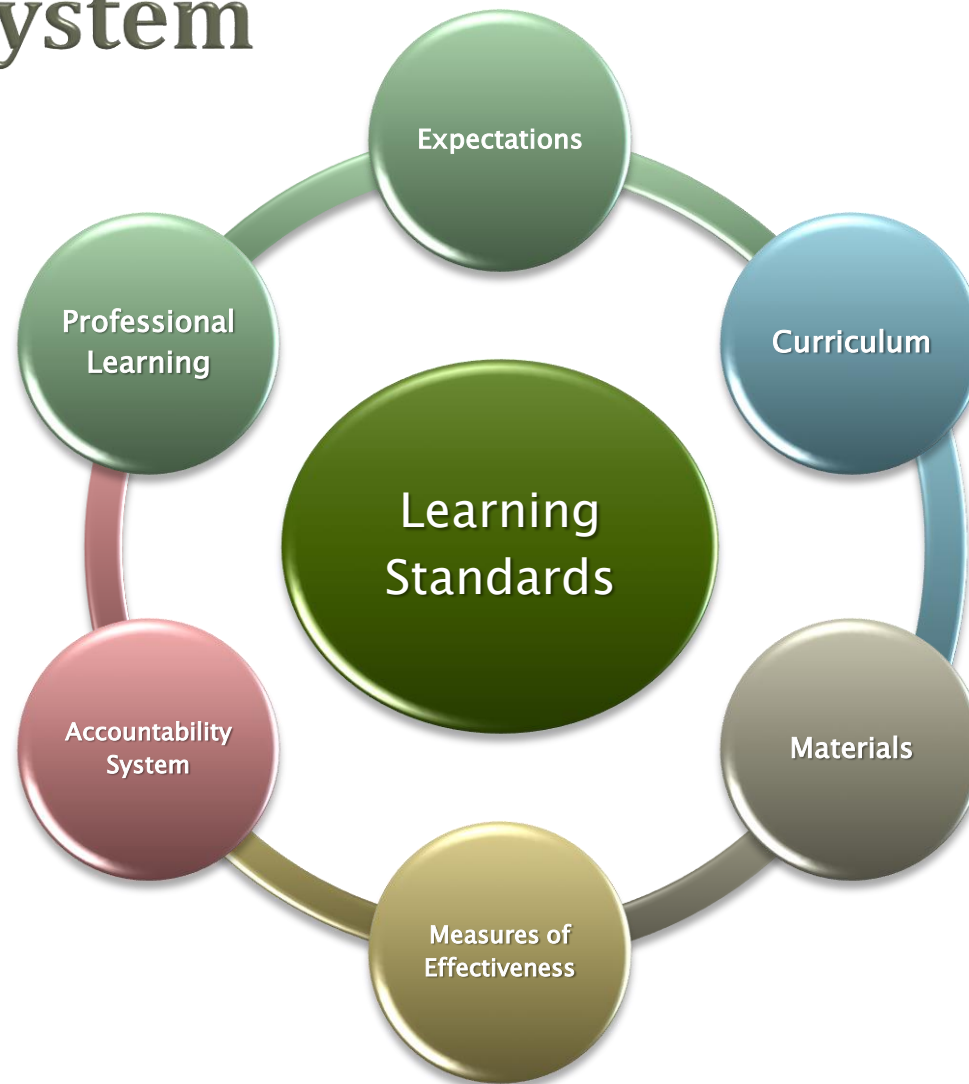 ystem
Expectations
Professional
Learning
Curriculum
Learning
Standards
Accountability
System
Materials
Measures of
Effectiveness